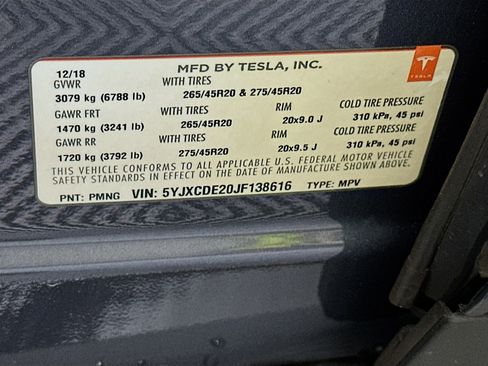 12/18 MFD BY TESLA, INC.
GVWR WITH TIRES
3079 kg (6788 lb) 265/45R20 & 275/45R20
GAWR FRT WITH TIRES RIM COLD TIRE PRESSURE
1470 kg (3241 lb) 265/45R20 20x9.0 J 310 kPa, 45 psi
GAWR RR WITH TIRES RIM COLD TIRE PRESSURE
1720 kg (3792 lb) 275/45R20 20x9.5 J 310 kPa, 45 psi
THIS VEHICLE CONFORMS TO ALL APPLICABLE U.S. FEDERAL MOTOR VEHICLE
SAFETY STANDARDS IN EFFECT ON THE DATE OF MANUFACTURE SHOWN ABOVE.
PNT: PMNG VIN: 5YJXCDE20JF138616 TYPE: MPV
TESLA